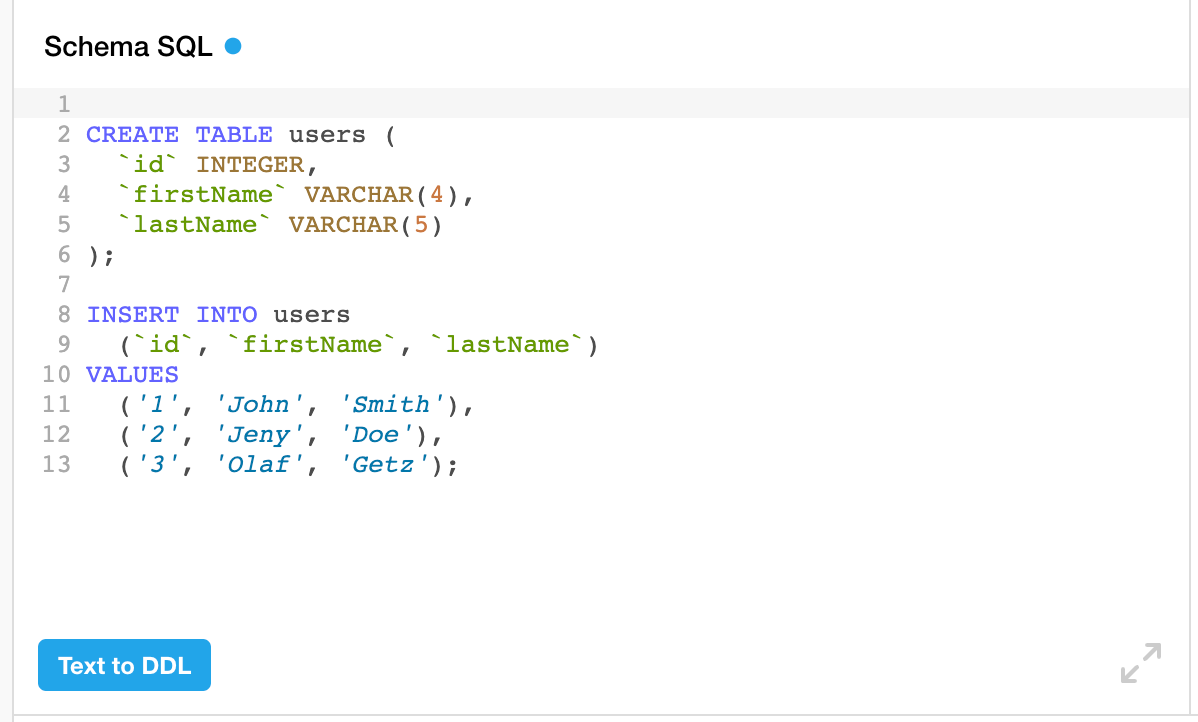 Schema SQL
1
2 CREATE TABLE users (
3   `id` INTEGER,
4   `firstName` VARCHAR(4),
5   `lastName` VARCHAR(5)
6 );
7
8 INSERT INTO users
9   (`id`, `firstName`, `lastName`)
10 VALUES
11   ('1', 'John', 'Smith'),
12   ('2', 'Jeny', 'Doe'),
13   ('3', 'Olaf', 'Getz');
Text to DDL